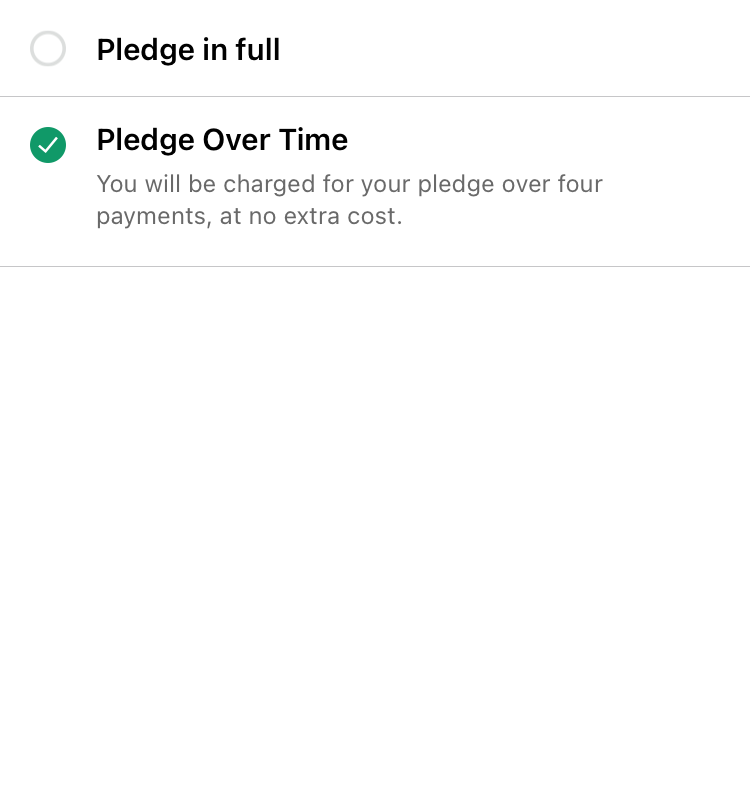 Pledge in full
Pledge Over Time
You will be charged for your pledge over four
payments, at no extra cost.